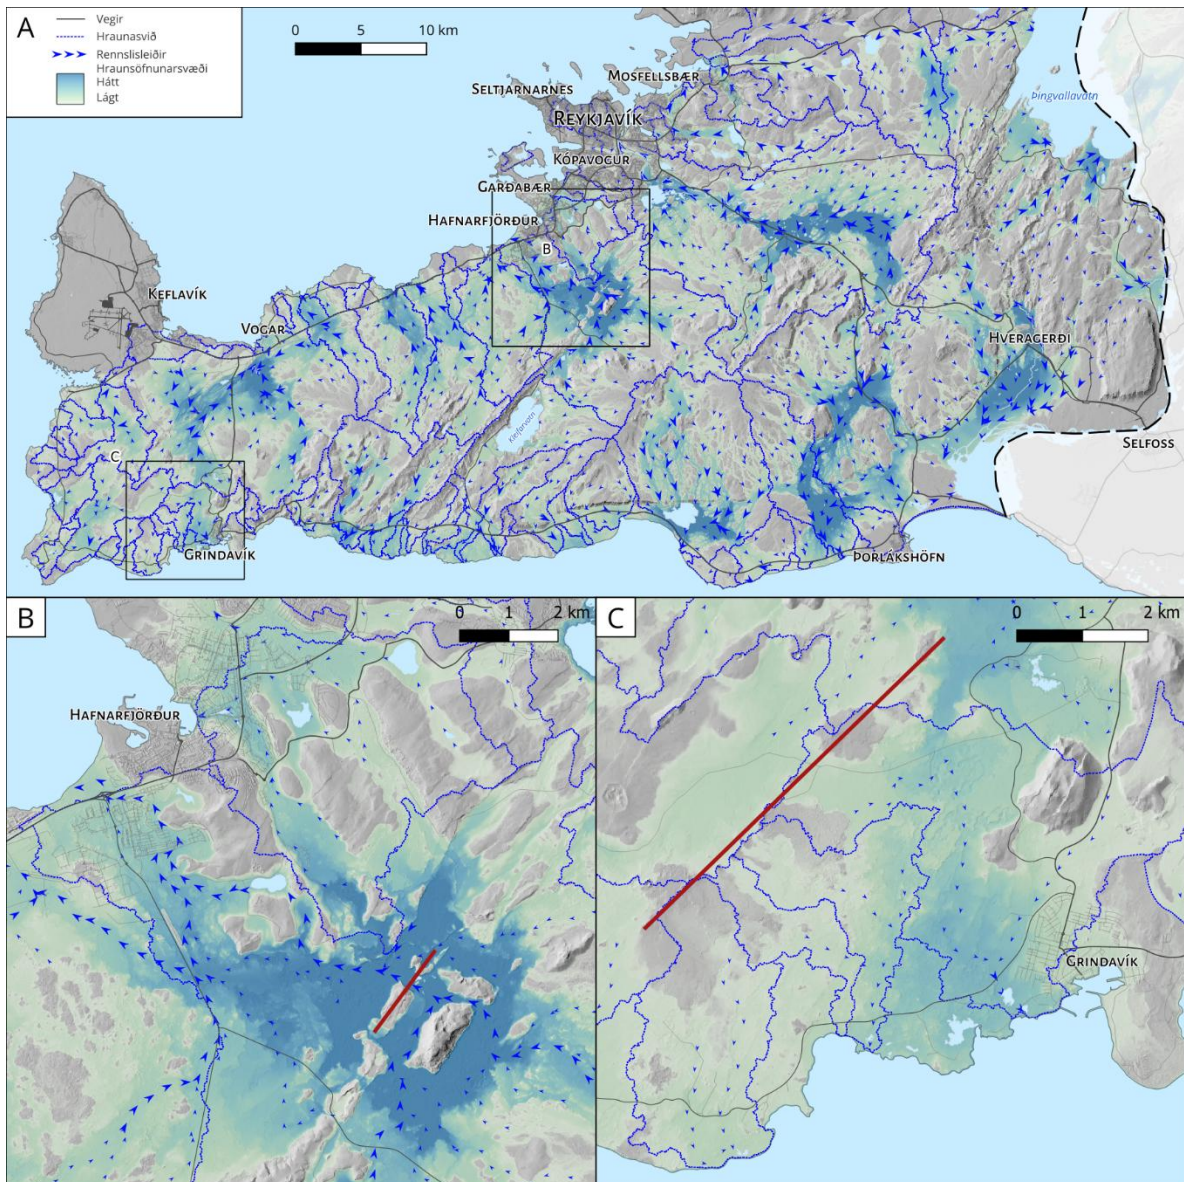 A
Vegir
Hraunasvið
Rennslisleiðir
Hraunsöfnunarsvæði
Hátt
Lágt
0 5 10 km
Mosfellsbær
Seltjarnarnes
Reykjavík
Kópavogur
Garðabær
Hafnarfjörður
B
Þingvallavatn
Keflavík
Vogar
Hveragerði
Kleifarvatn
Selfoss
C
Grindavík
Þorlákshöfn
B
0 1 2 km
Hafnarfjörður
C
0 1 2 km
Grindavík